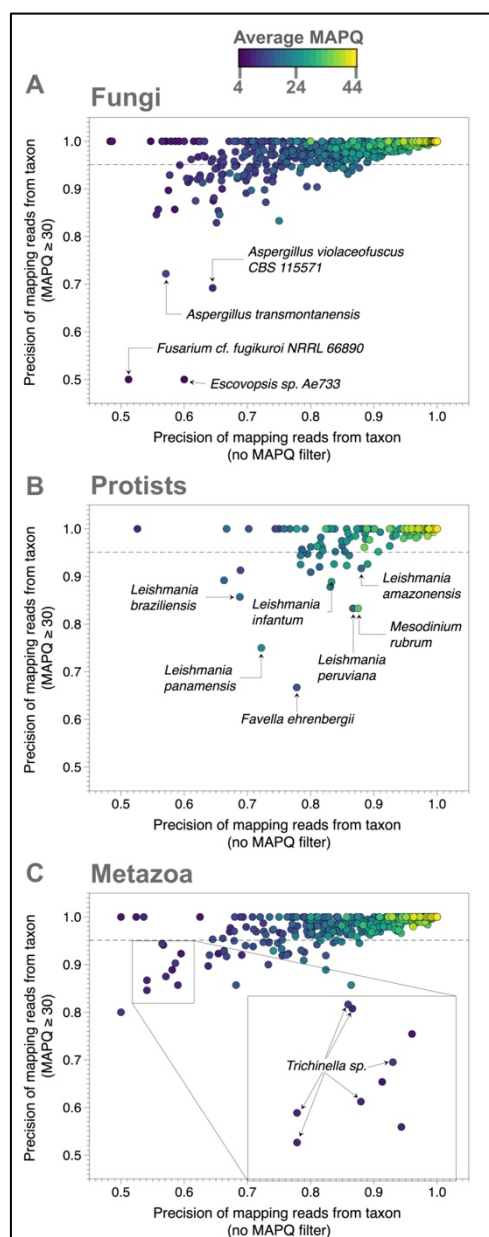 Average MAPQ
4 24 44
A Fungi
1.0
0.9
0.8
0.7
0.6
0.5
Precision of mapping reads from taxon
(MAPQ ≥ 30)
Aspergillus violaceofuscus
CBS 115571
Aspergillus transmontanensis
Fusarium cf. fugikuroi NRRL 66890
Escovopsis sp. Ae733
0.5 0.6 0.7 0.8 0.9 1.0
Precision of mapping reads from taxon
(no MAPQ filter)
B Protists
1.0
0.9
0.8
0.7
0.6
0.5
Precision of mapping reads from taxon
(MAPQ ≥ 30)
Leishmania
braziliensis
Leishmania
infantum
Leishmania
amazonensis
Mesodinium
rubrum
Leishmania
peruviana
Leishmania
panamensis
Favella ehrenbergii
0.5 0.6 0.7 0.8 0.9 1.0
Precision of mapping reads from taxon
(no MAPQ filter)
C Metazoa
1.0
0.9
0.8
0.7
0.6
0.5
Precision of mapping reads from taxon
(MAPQ ≥ 30)
Trichinella sp.
0.5 0.6 0.7 0.8 0.9 1.0
Precision of mapping reads from taxon
(no MAPQ filter)